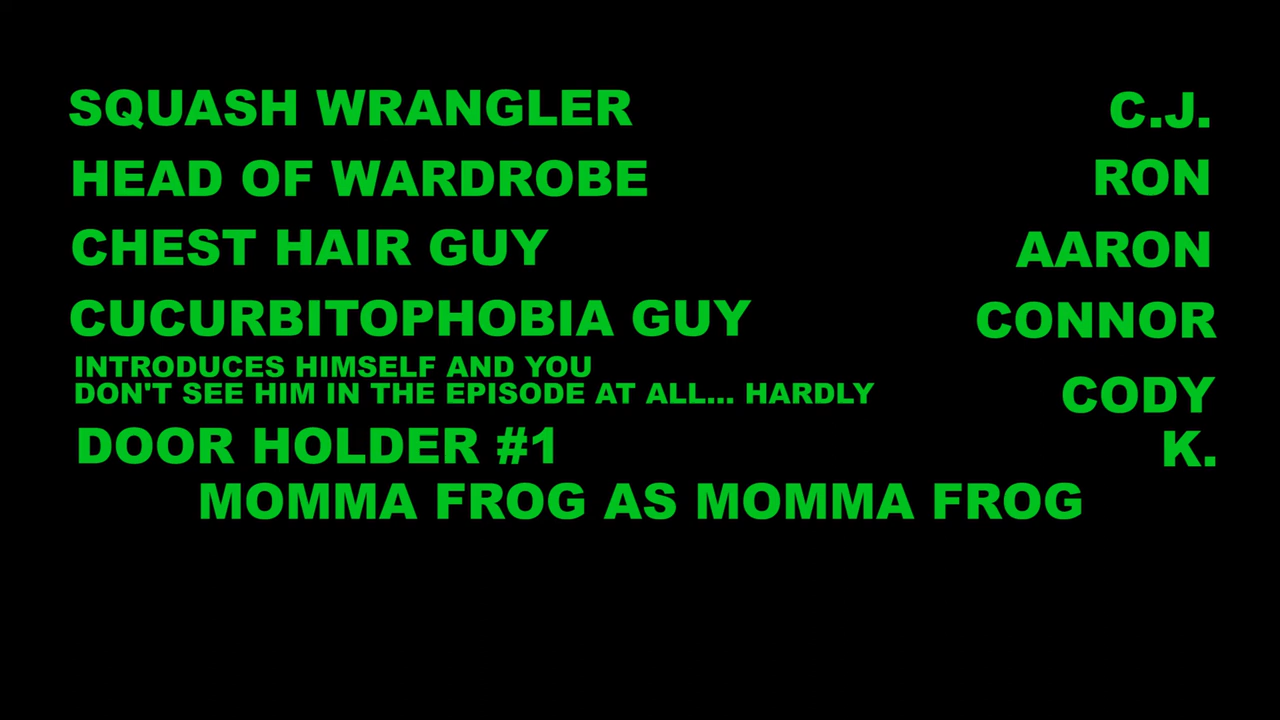 SQUASH WRANGLER C.J.
HEAD OF WARDROBE RON
CHEST HAIR GUY AARON
CUCURBITOPHOBIA GUY CONNOR
INTRODUCES HIMSELF AND YOU
DON'T SEE HIM IN THE EPISODE AT ALL... HARDLY CODY
DOOR HOLDER #1 K.
MOMMA FROG AS MOMMA FROG